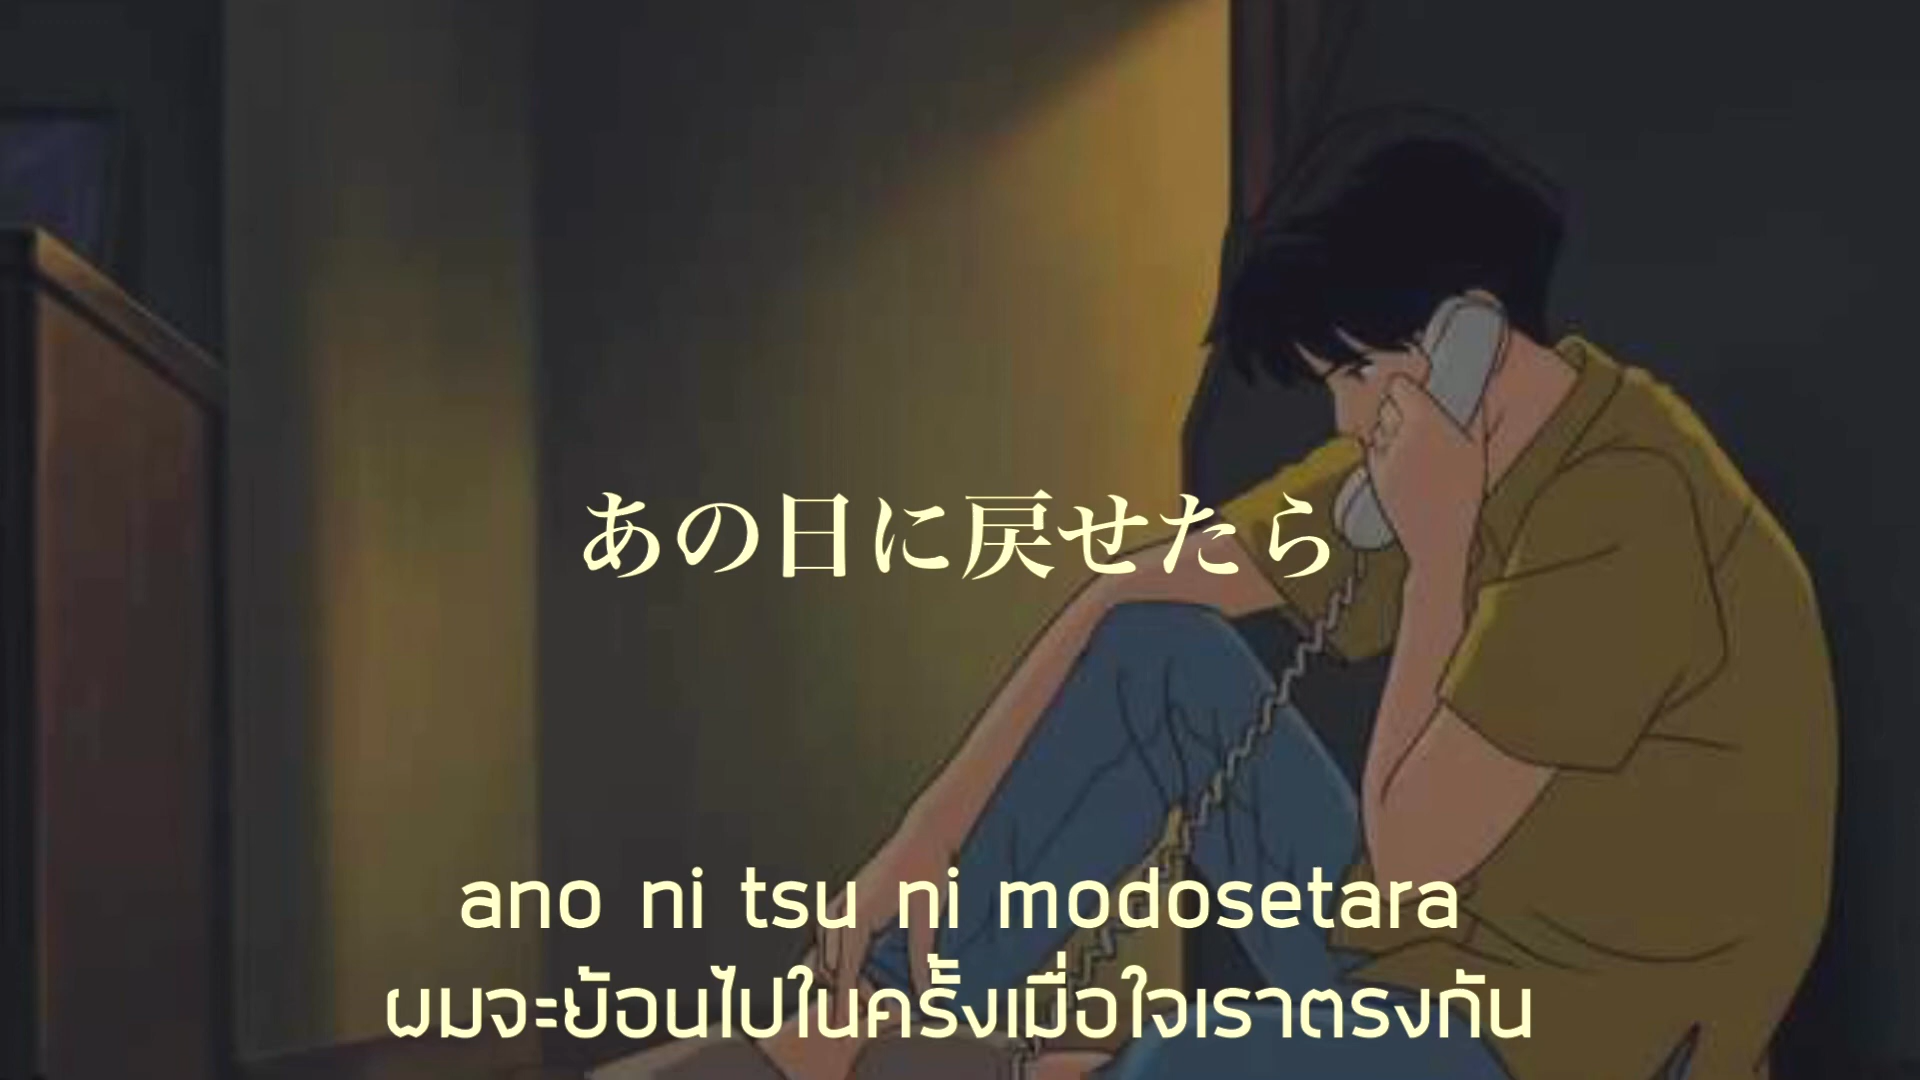 あの日に戻せたら
ano ni tsu ni modosetara
ผมจะย้อนไปในครั้งเมื่อใจเราตรงกัน